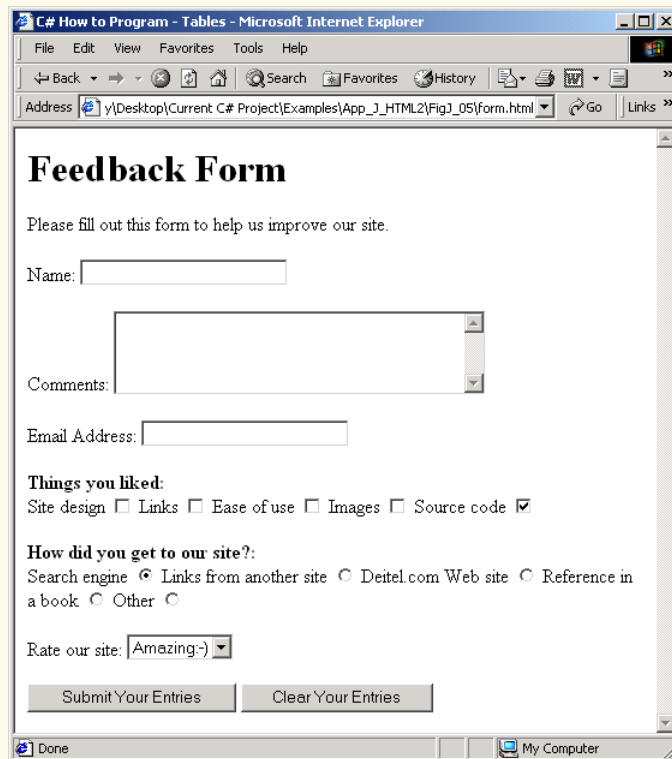 C# How to Program - Tables - Microsoft Internet Explorer
File Edit View Favorites Tools Help
Back Search Favorites History »
Address y\Desktop\Current C# Project\Examples\App_J_HTML2\FigJ_05\form.html Go Links »
Feedback Form
Please fill out this form to help us improve our site.
Name:
Comments:
Email Address:
Things you liked:
Site design Links Ease of use Images Source code
How did you get to our site?:
Search engine Links from another site Deitel.com Web site Reference in
a book Other
Rate our site: Amazing:-)
Submit Your Entries Clear Your Entries
Done My Computer